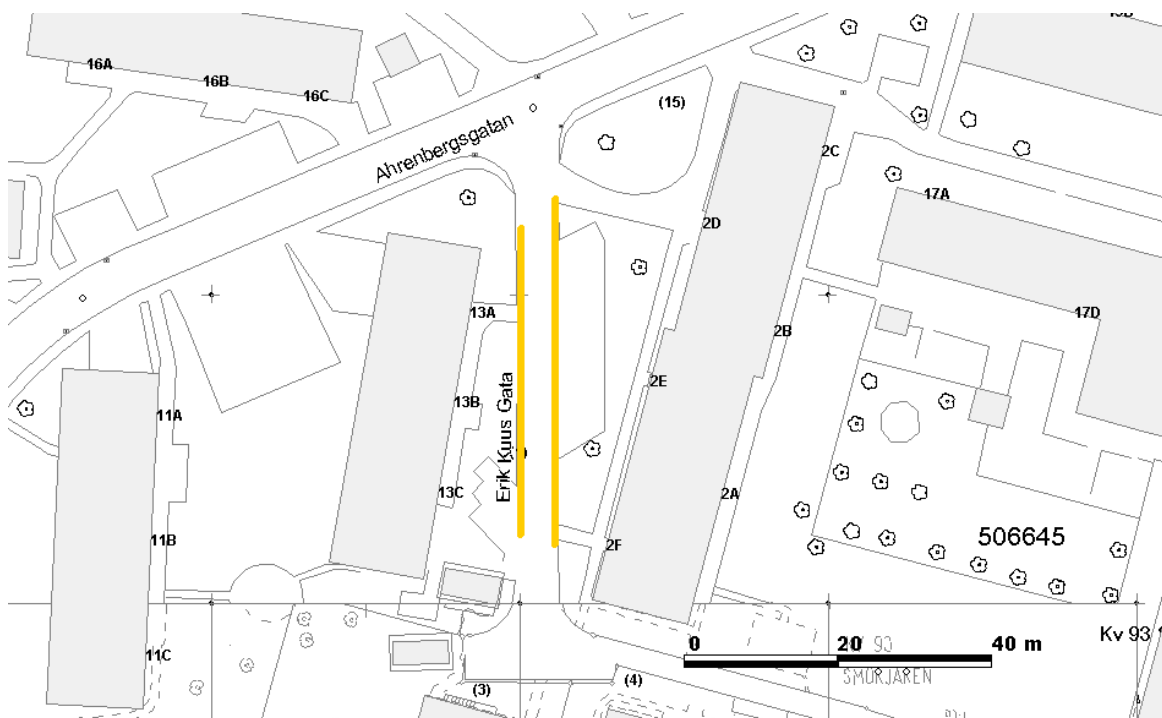 16A
16B
16C
Ahrenbergsgatan
(15)
2C
17A
2D
13A
17D
2B
2E
13B
11A
Erik Kuus Gata
13C
2A
11B
2F
506645
0
20
40 m
93
Kv 93
SMÖRJAREN
11C
(3)
(4)